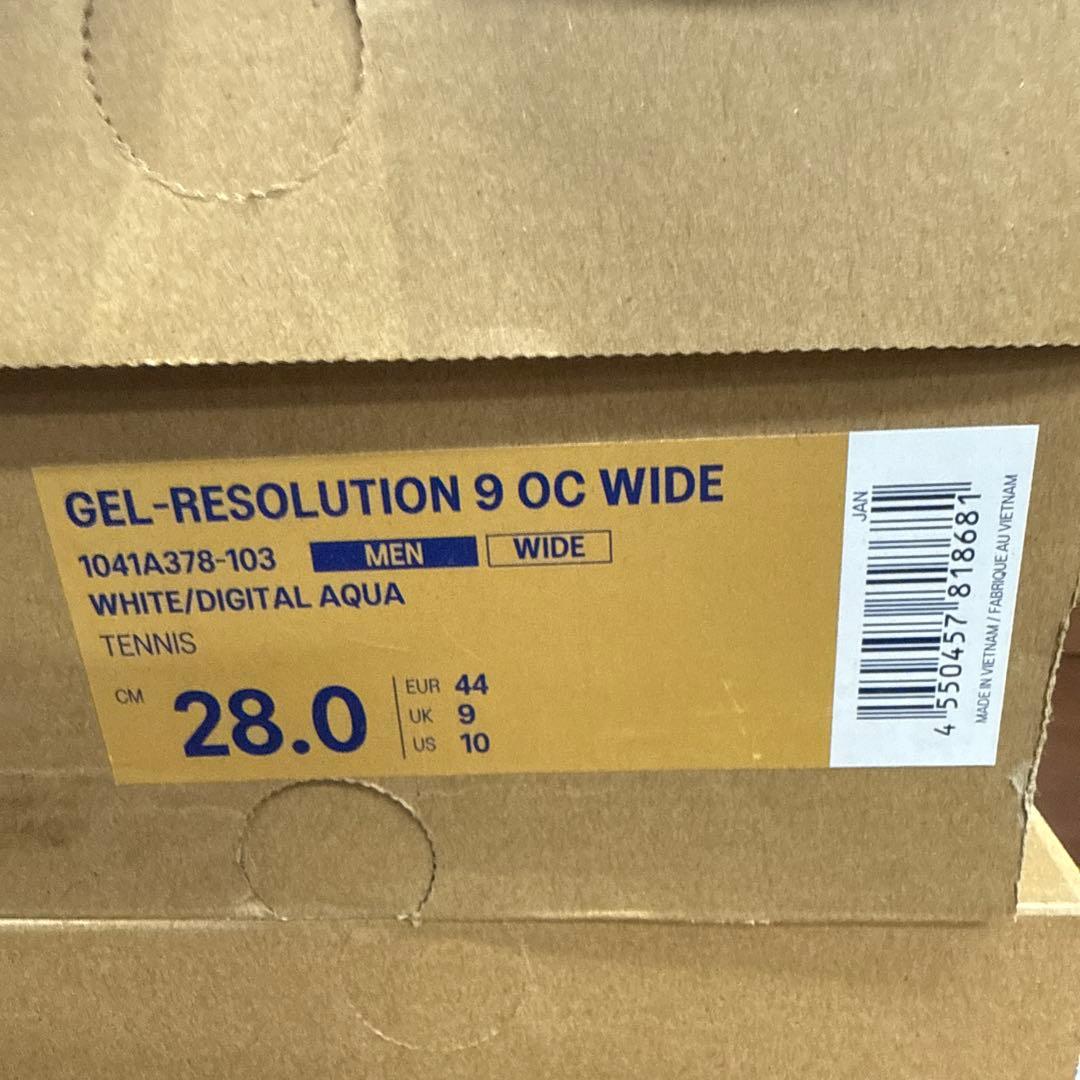 GEL-RESOLUTION 9 OC WIDE
1041A378-103 MEN WIDE
WHITE/DIGITAL AQUA
TENNIS
CM 28.0
EUR 44
UK 9
US 10
JAN
4 550457 818681
MADE IN VIETNAM / FABRIQUE AU VIETNAM